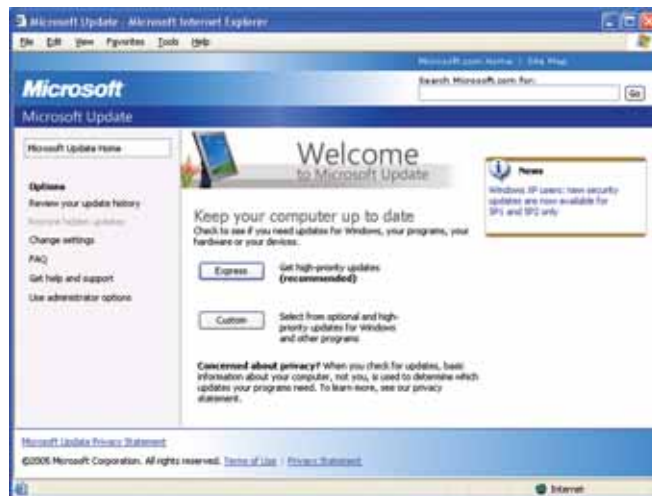 Microsoft Update - Microsoft Internet Explorer
File Edit View Favorites Tools Help
Microsoft.com Home | Site Map
Microsoft
Search Microsoft.com for:
Go
Microsoft Update
Microsoft Update Home
Options
Review your update history
Restore hidden updates
Change settings
FAQ
Get help and support
Use administrator options
Welcome
to Microsoft Update
Keep your computer up to date
Check to see if you need updates for Windows, your programs, your
hardware or your devices.
Express
Get high-priority updates
(recommended)
Custom
Select from optional and high-
priority updates for Windows
and other programs
Concerned about privacy? When you check for updates, basic
information about your computer, not you, is used to determine which
updates your programs need. To learn more, see our privacy
statement.
News
Windows XP users: new security
updates are now available for
SP1 and SP2 only
Microsoft Update Privacy Statement
©2005 Microsoft Corporation. All rights reserved. Terms of Use | Privacy Statement
Internet